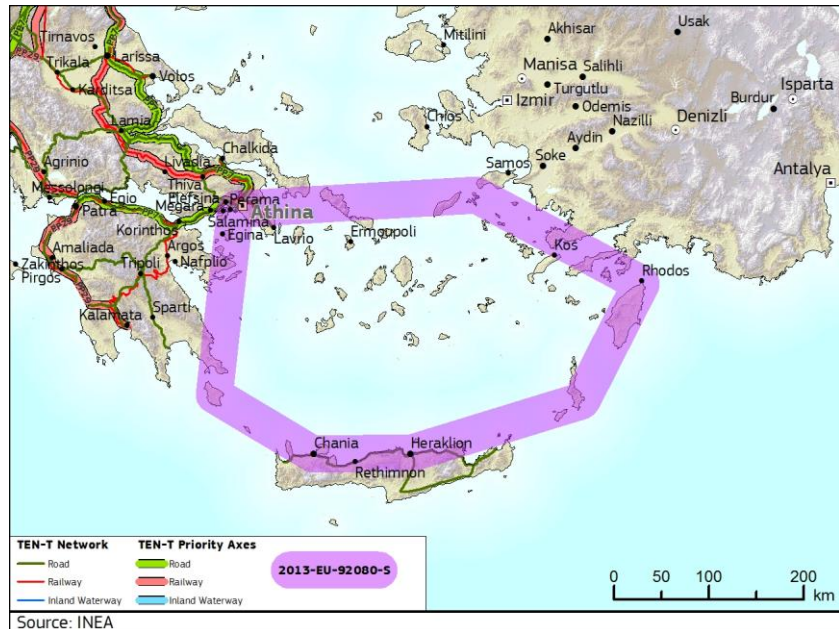 Tirnavos
Larissa
Trikala
Karditsa
Volos
Lamia
Agrinio
Livadia
Thiva
Chalkida
Messolongi
Egio
Patra
Elefsina
Perama
Megara
Athina
Salamina
Korinthos
Egina
Lavrio
Amaliada
Argos
Nafplio
Zakinthos
Pirgos
Tripoli
Kalamata
Sparti
Ermoupoli
Mitilini
Chios
Samos
Akhisar
Usak
Manisa
Salihli
Turgutlu
Izmir
Odemis
Nazilli
Denizli
Burdur
Isparta
Aydin
Soke
Antalya
Kos
Rhodos
Chania
Heraklion
Rethimnon
PP29
PP29
TEN-T Network
TEN-T Priority Axes
Road
Road
Railway
Railway
Inland Waterway
Inland Waterway
2013-EU-92080-S
0 50 100 200
km
Source: INEA